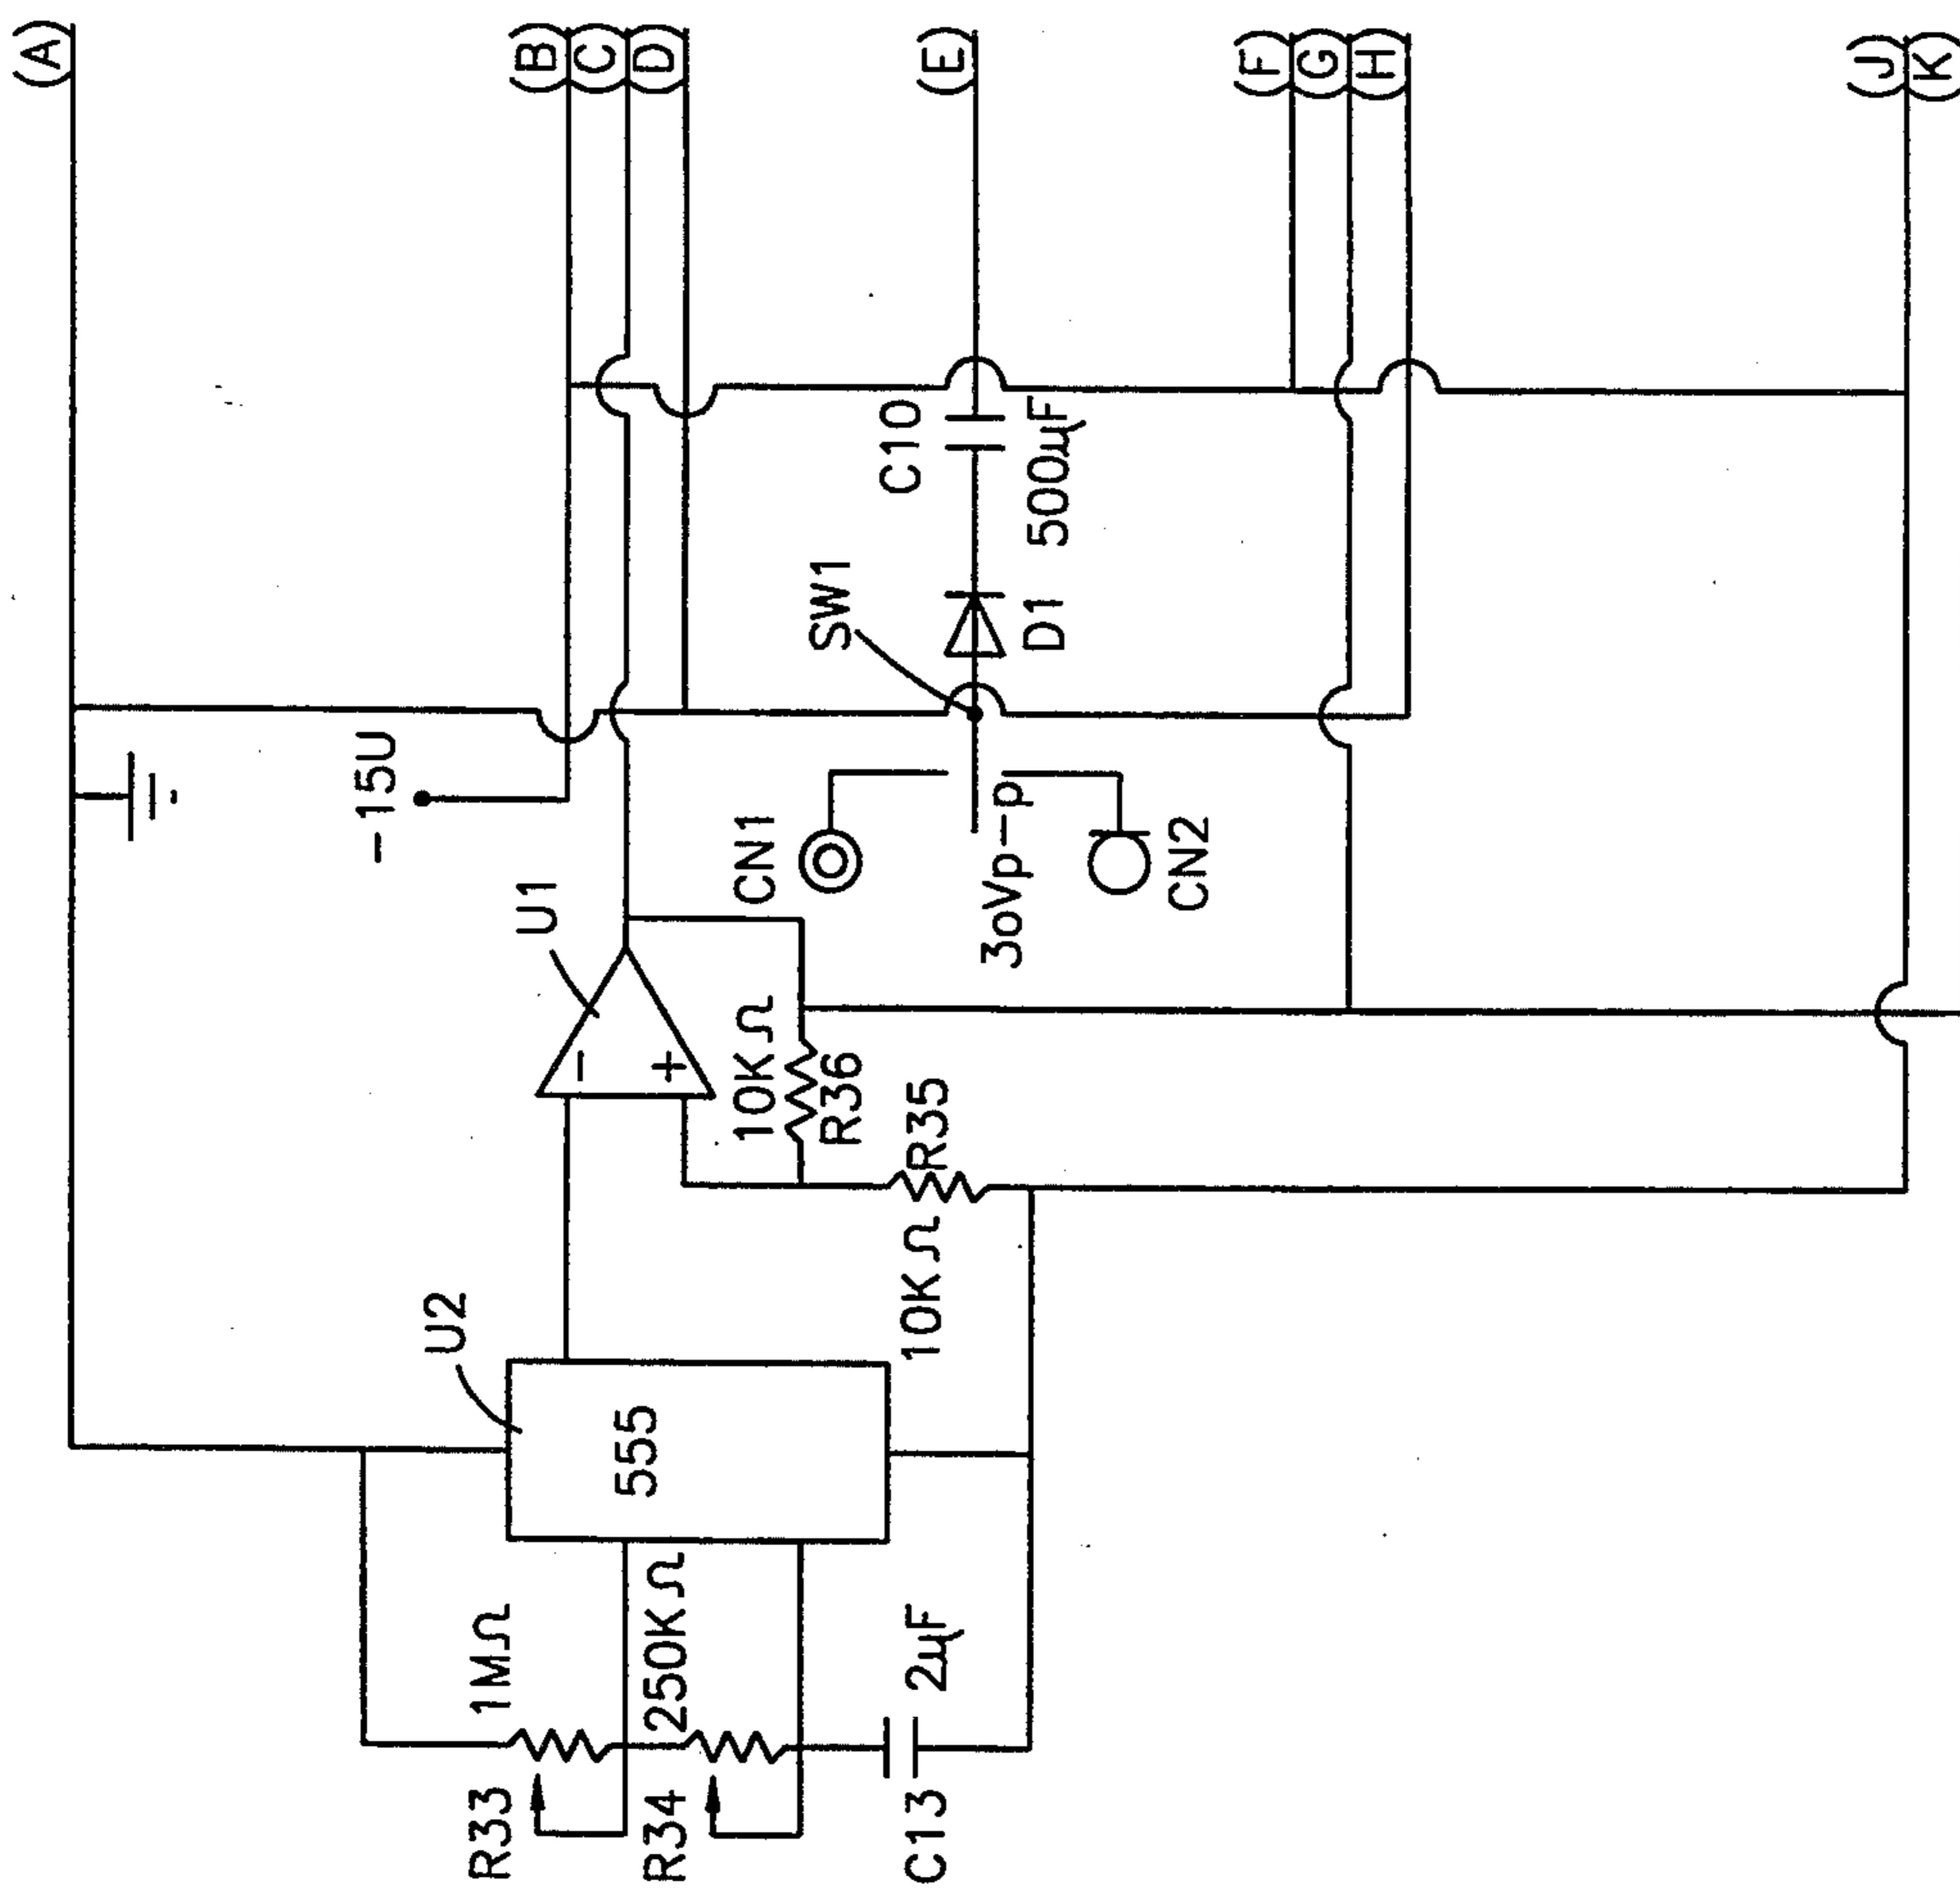 (A)
-15U
U2
R33
1MΩ
U1
(B)
(C)
555
(D)
R34
250KΩ
10KΩ
CN1
SW1
R36
C10
C13
2µF
10KΩ
R35
(E)
3oVp-p
D1
500µF
CN2
(F)
(G)
(H)
(J)
(K)